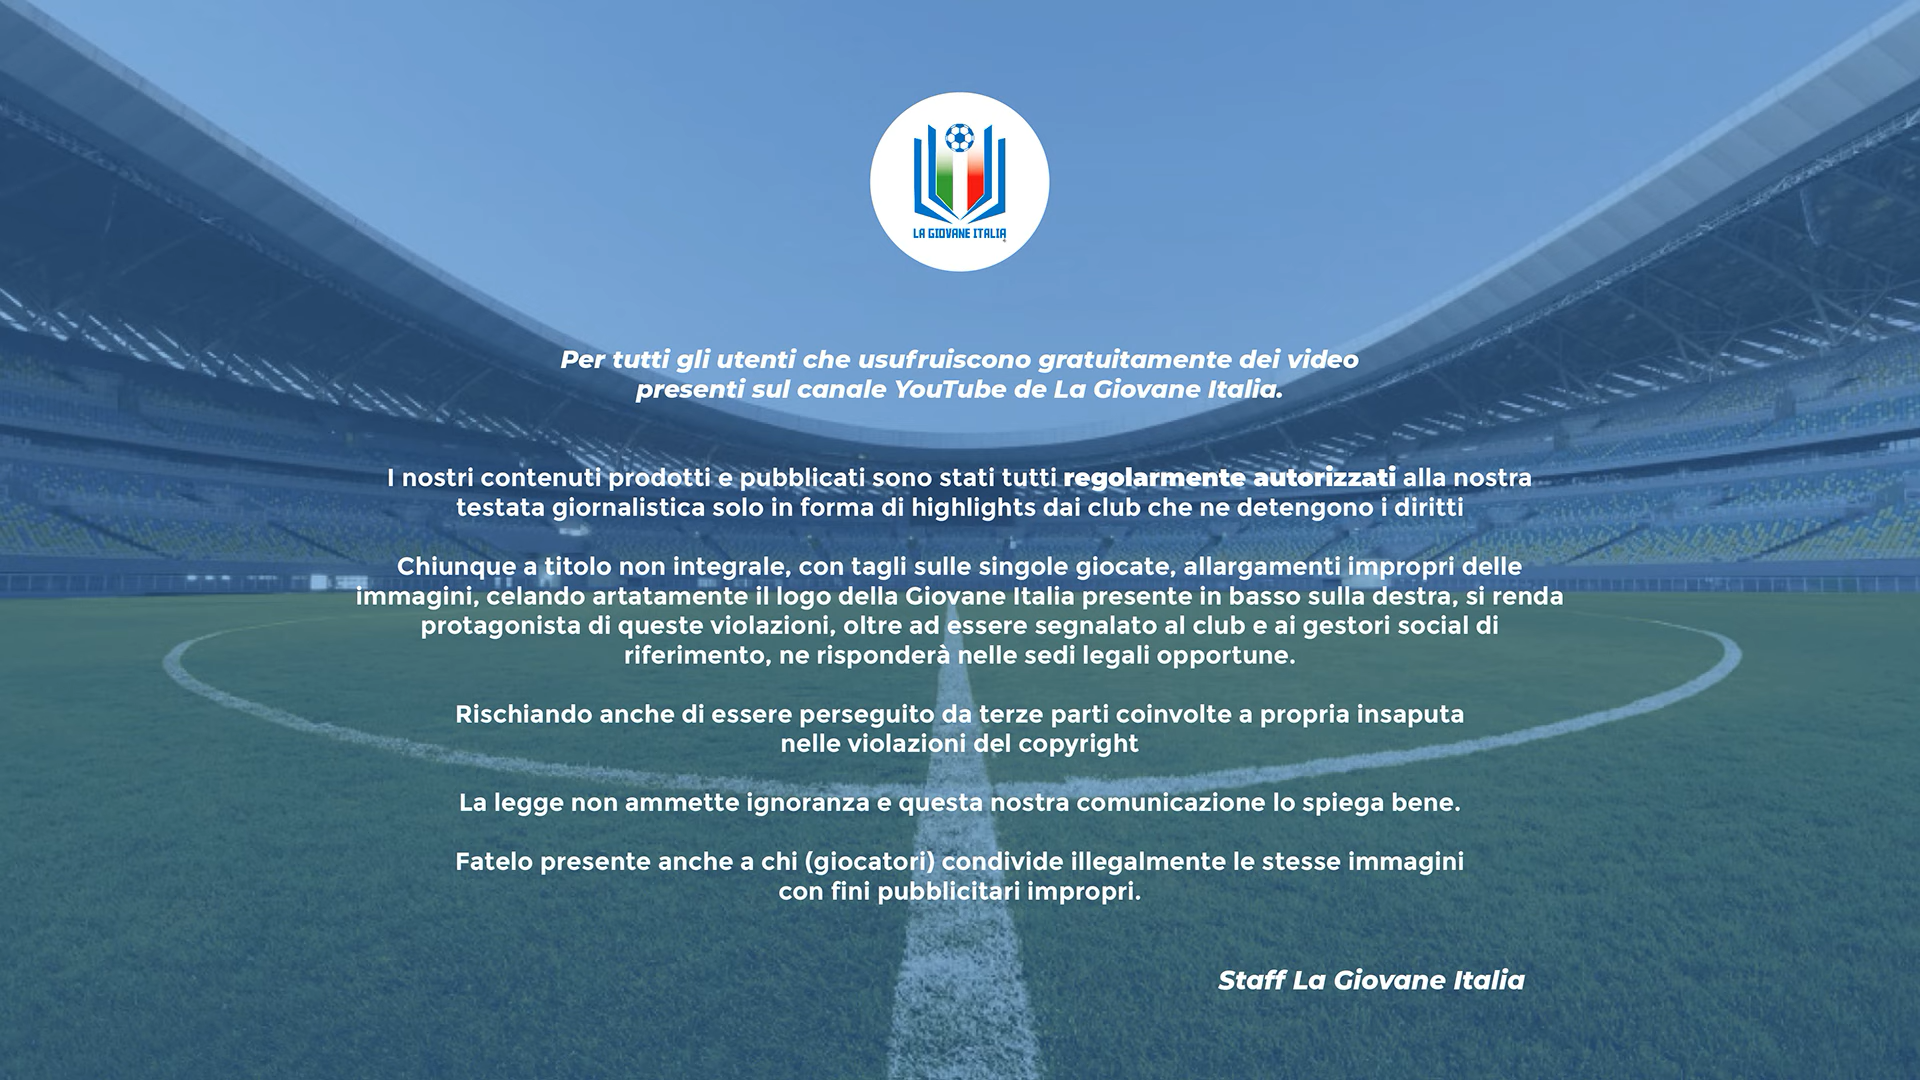 LA GIOVANE ITALIA
Per tutti gli utenti che usufruiscono gratuitamente dei video
presenti sul canale YouTube de La Giovane Italia.
I nostri contenuti prodotti e pubblicati sono stati tutti regolarmente autorizzati alla nostra
testata giornalistica solo in forma di highlights dai club che ne detengono i diritti
Chiunque a titolo non integrale, con tagli sulle singole giocate, allargamenti impropri delle
immagini, celando artatamente il logo della Giovane Italia presente in basso sulla destra, si renda
protagonista di queste violazioni, oltre ad essere segnalato al club e ai gestori social di
riferimento, ne risponderà nelle sedi legali opportune.
Rischiando anche di essere perseguito da terze parti coinvolte a propria insaputa
nelle violazioni del copyright
La legge non ammette ignoranza e questa nostra comunicazione lo spiega bene.
Fatelo presente anche a chi (giocatori) condivide illegalmente le stesse immagini
con fini pubblicitari impropri.
Staff La Giovane Italia